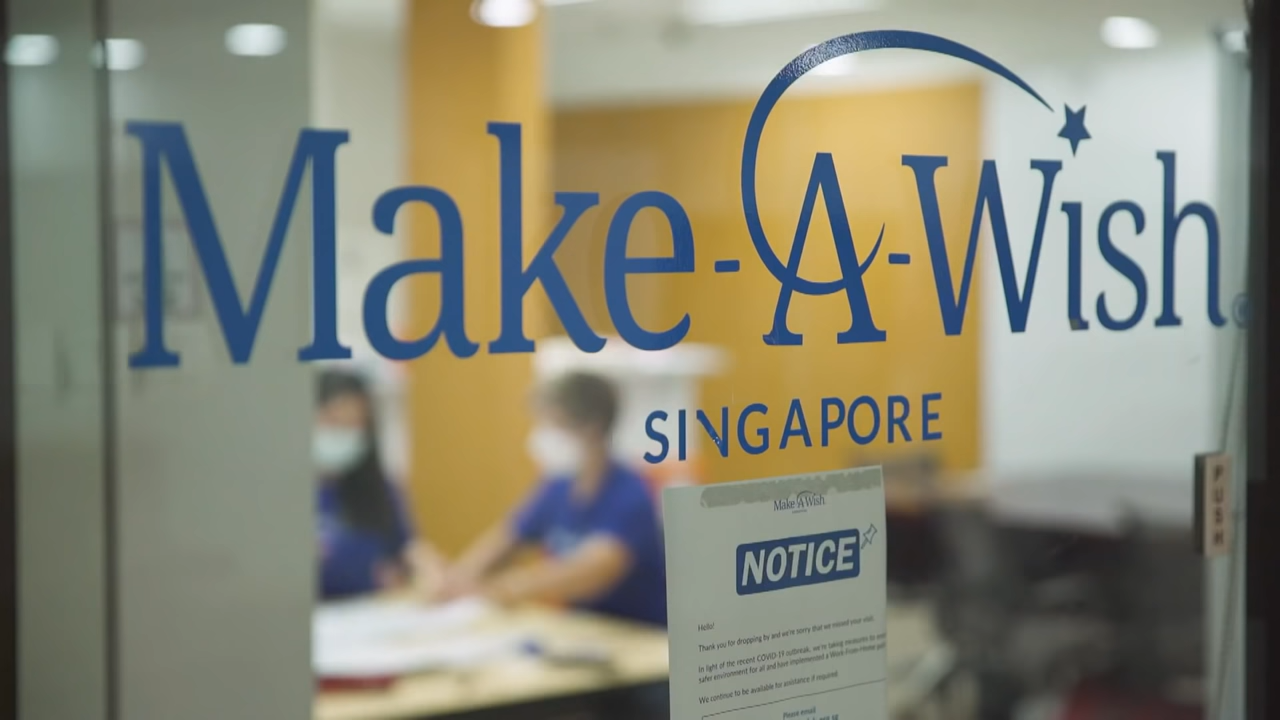 Make-A-Wish.
SINGAPORE
PUSH
Make-A-Wish
NOTICE
Hello!
Thank you for dropping by and we're sorry that we missed your visit.
In light of the recent COVID-19 outbreak, we're taking measures to
safer environment for all and have implemented a Work-From-Home
We continue to be available for assistance if required.
Please email